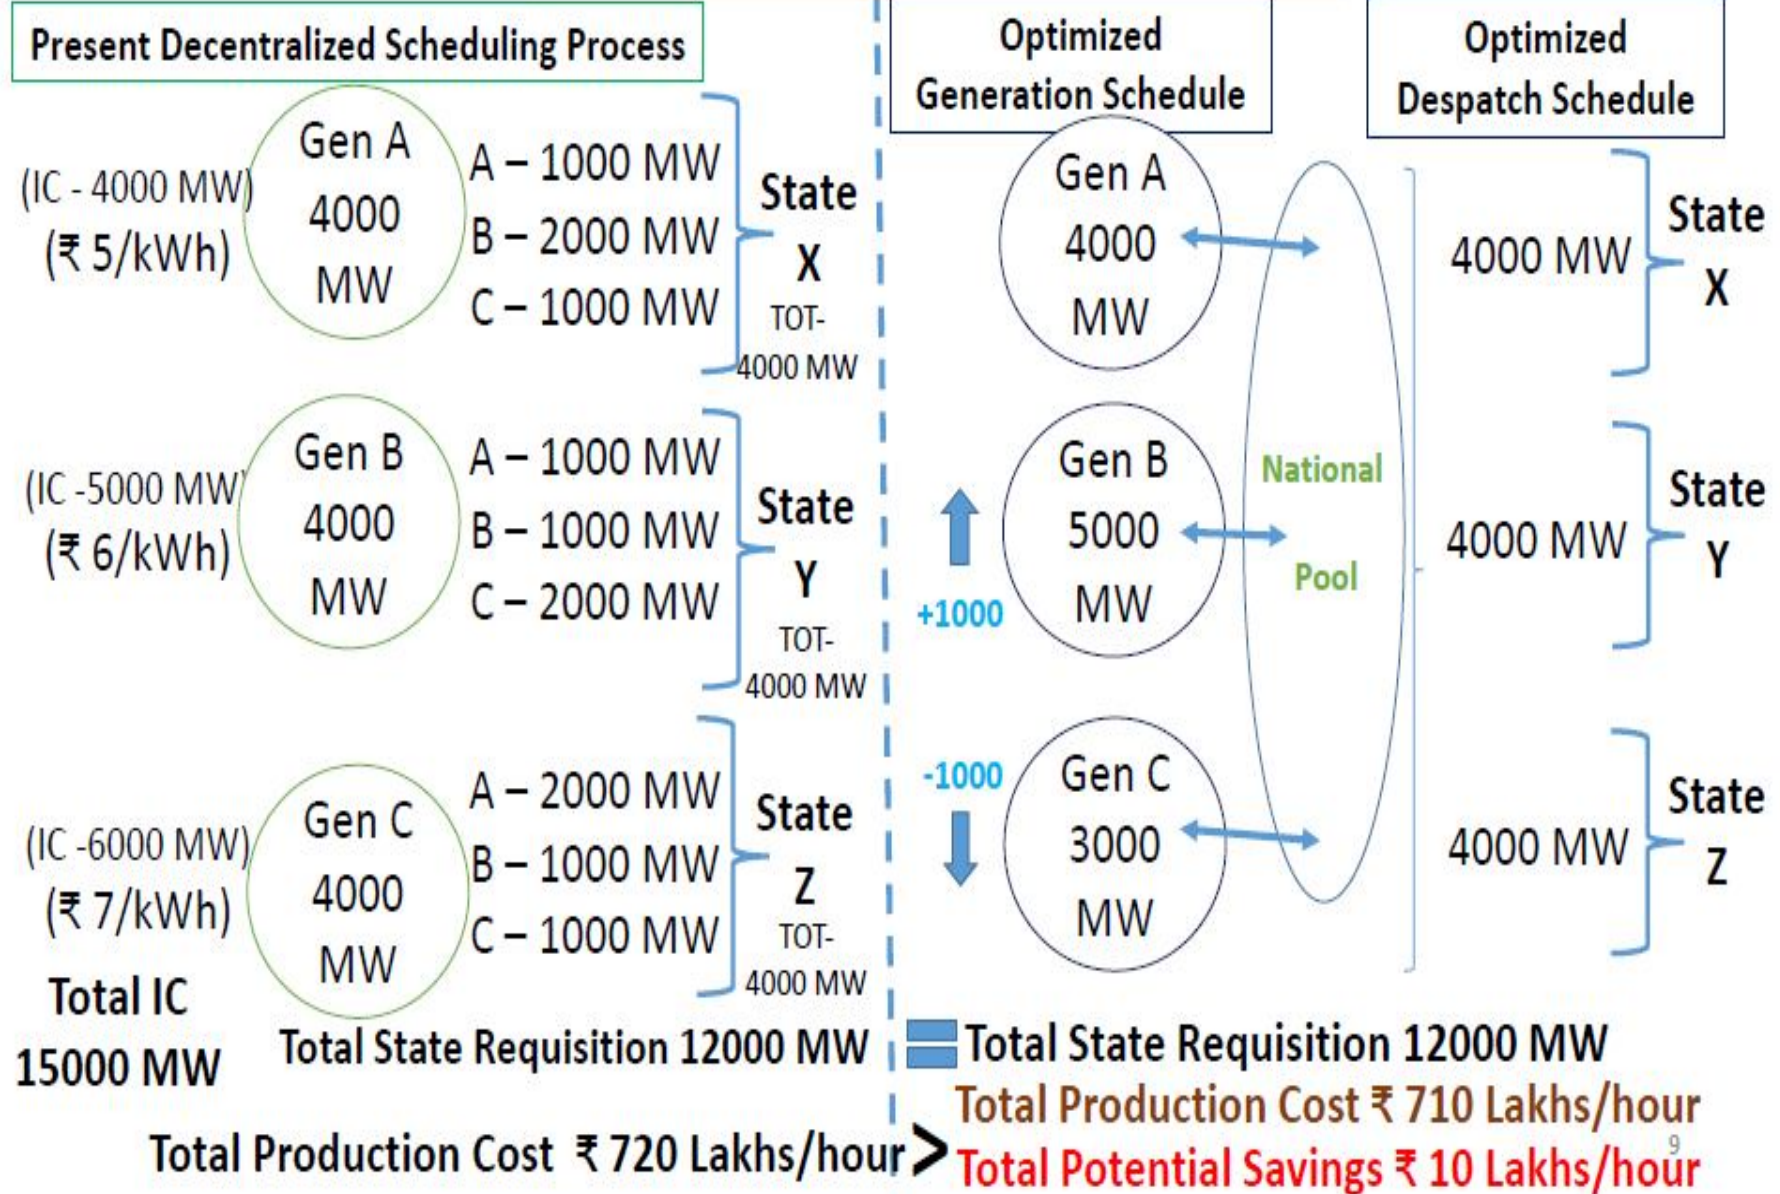 Present Decentralized Scheduling Process
(IC - 4000 MW)
(₹ 5/kWh)
Gen A
4000
MW
A – 1000 MW
B – 2000 MW
C – 1000 MW
State
X
TOT-
4000 MW
(IC -5000 MW)
(₹ 6/kWh)
Gen B
4000
MW
A – 1000 MW
B – 1000 MW
C – 2000 MW
State
Y
TOT-
4000 MW
(IC -6000 MW)
(₹ 7/kWh)
Gen C
4000
MW
A – 2000 MW
B – 1000 MW
C – 1000 MW
State
Z
TOT-
4000 MW
Total IC
15000 MW
Total State Requisition 12000 MW
Total Production Cost ₹ 720 Lakhs/hour
>
Optimized
Generation Schedule
Gen A
4000
MW
+1000
Gen B
5000
MW
-1000
Gen C
3000
MW
National
Pool
Optimized
Despatch Schedule
4000 MW
State
X
4000 MW
State
Y
4000 MW
State
Z
Total State Requisition 12000 MW
Total Production Cost ₹ 710 Lakhs/hour
Total Potential Savings ₹ 10 Lakhs/hour
9